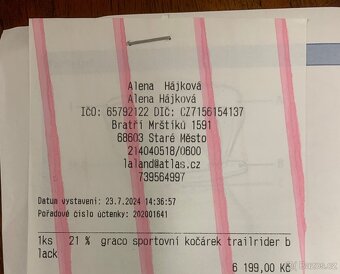 Alena Hájková
Alena Hájková
IČO: 65792122 DIČ: CZ7156154137
Bratří Mrštíků 1591
68603 Staré Město
214040518/0600
laland@atlas.cz
739564997
Datum vystavení: 23.7.2024 14:36:57
Pořadové číslo účtenky: 202001641
1ks 21 % graco sportovní kočárek trailrider b
lack
6 199,00 Kč
Bazos.cz